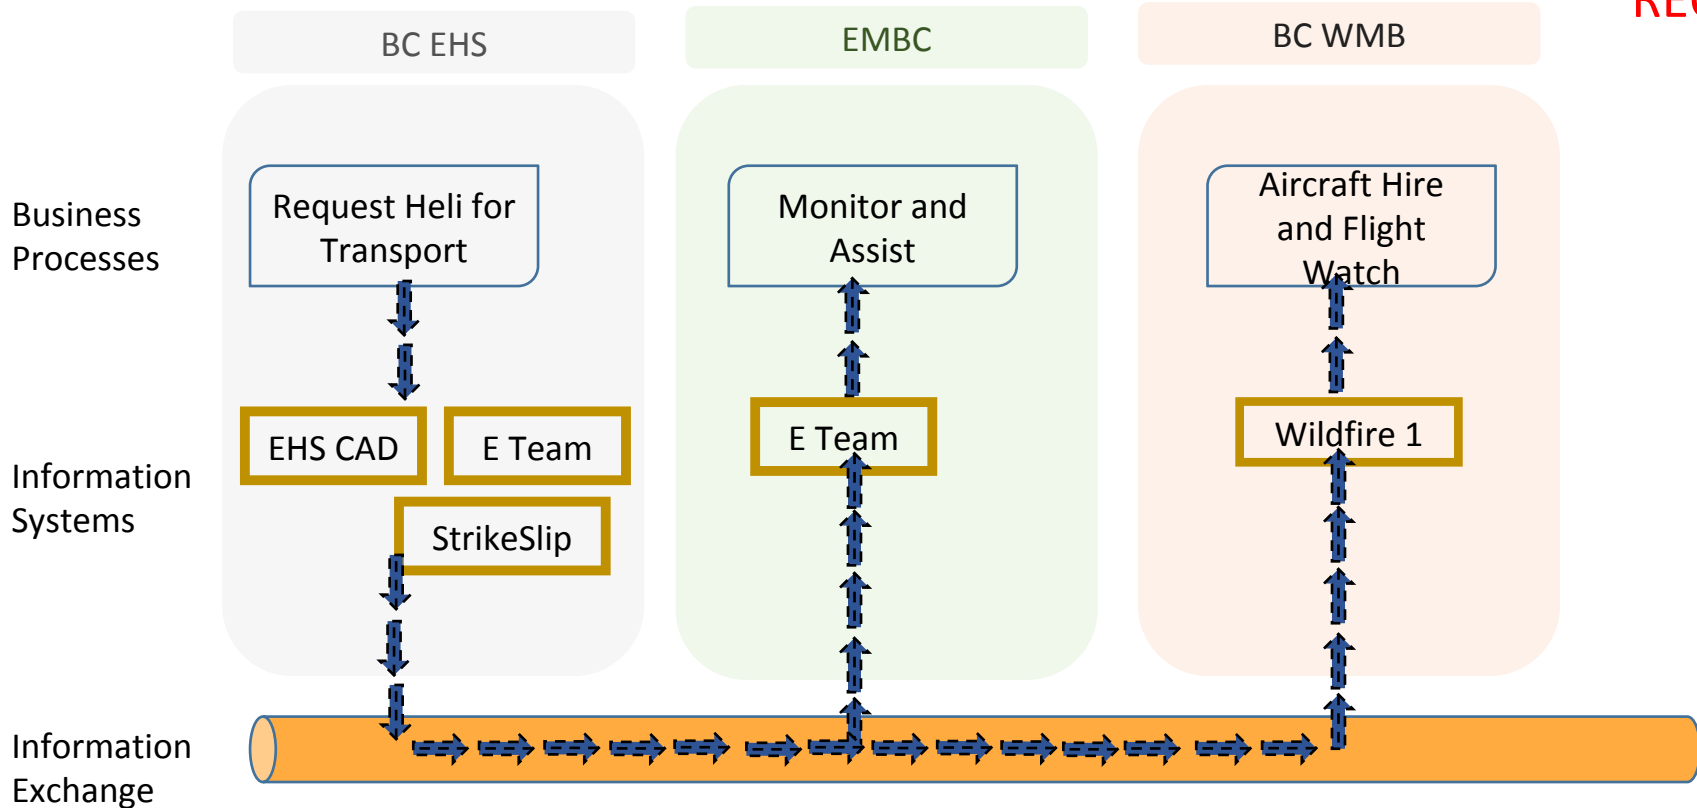 BC EHS
EMBC
BC WMB
Business
Processes
Request Heli for
Transport
Monitor and
Assist
Aircraft Hire
and Flight
Watch
Information
Systems
EHS CAD
E Team
StrikeSlip
E Team
Wildfire 1
Information
Exchange